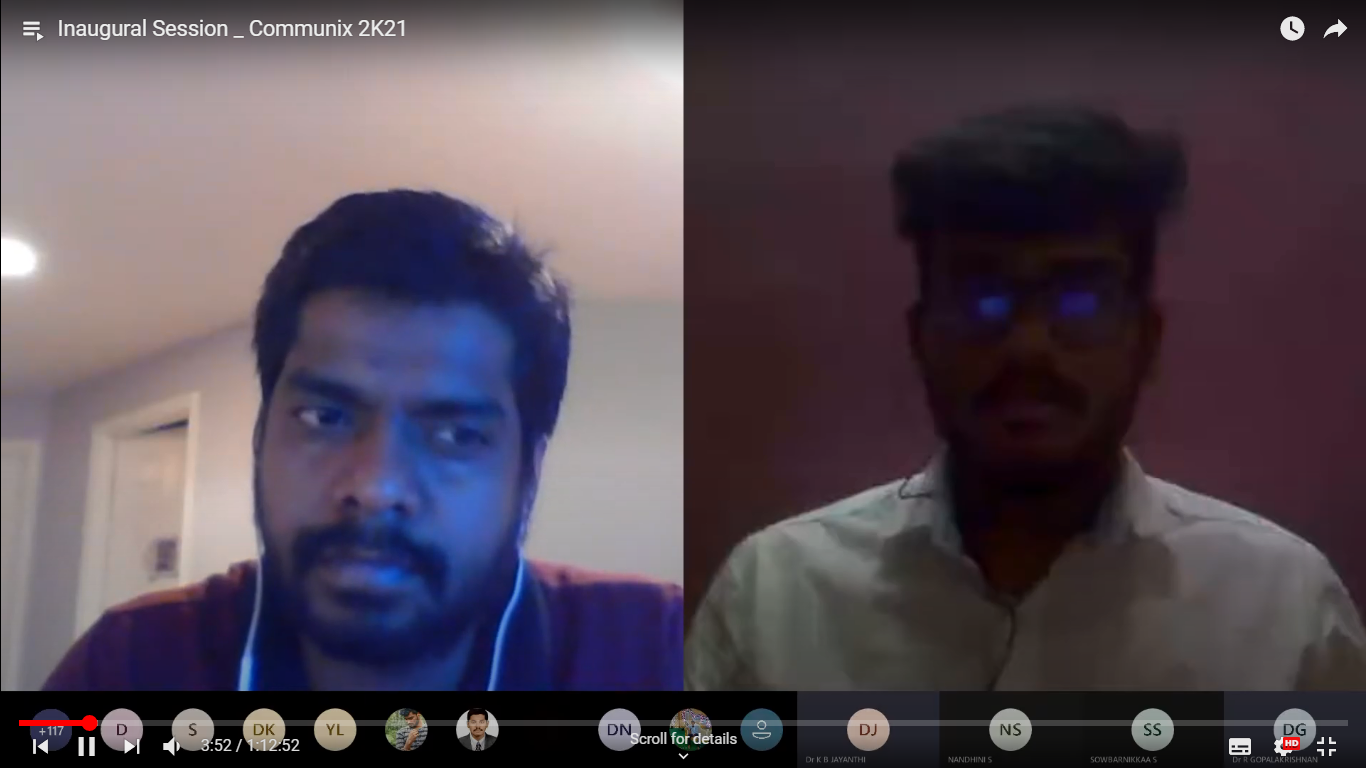 Inaugural Session _ Communix 2K21
+117
D
S
DK
YL
DN
DJ
NS
SS
DG
Scroll for details
3:52 / 1:12:52
HD
Dr K B JAYANTHI
NANDHINI S
SOWBARNIKKAA S
Dr R GOPALAKRISHNAN